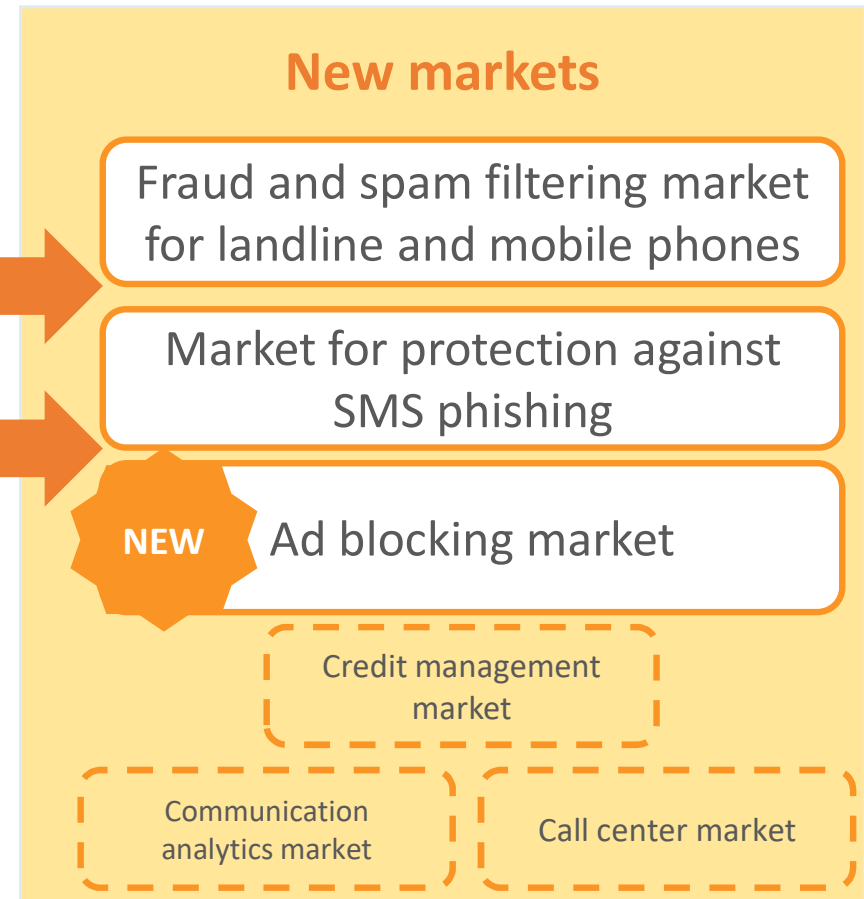 New markets
Fraud and spam filtering market
for landline and mobile phones
Market for protection against
SMS phishing
NEW
Ad blocking market
Credit management
market
Communication
analytics market
Call center market